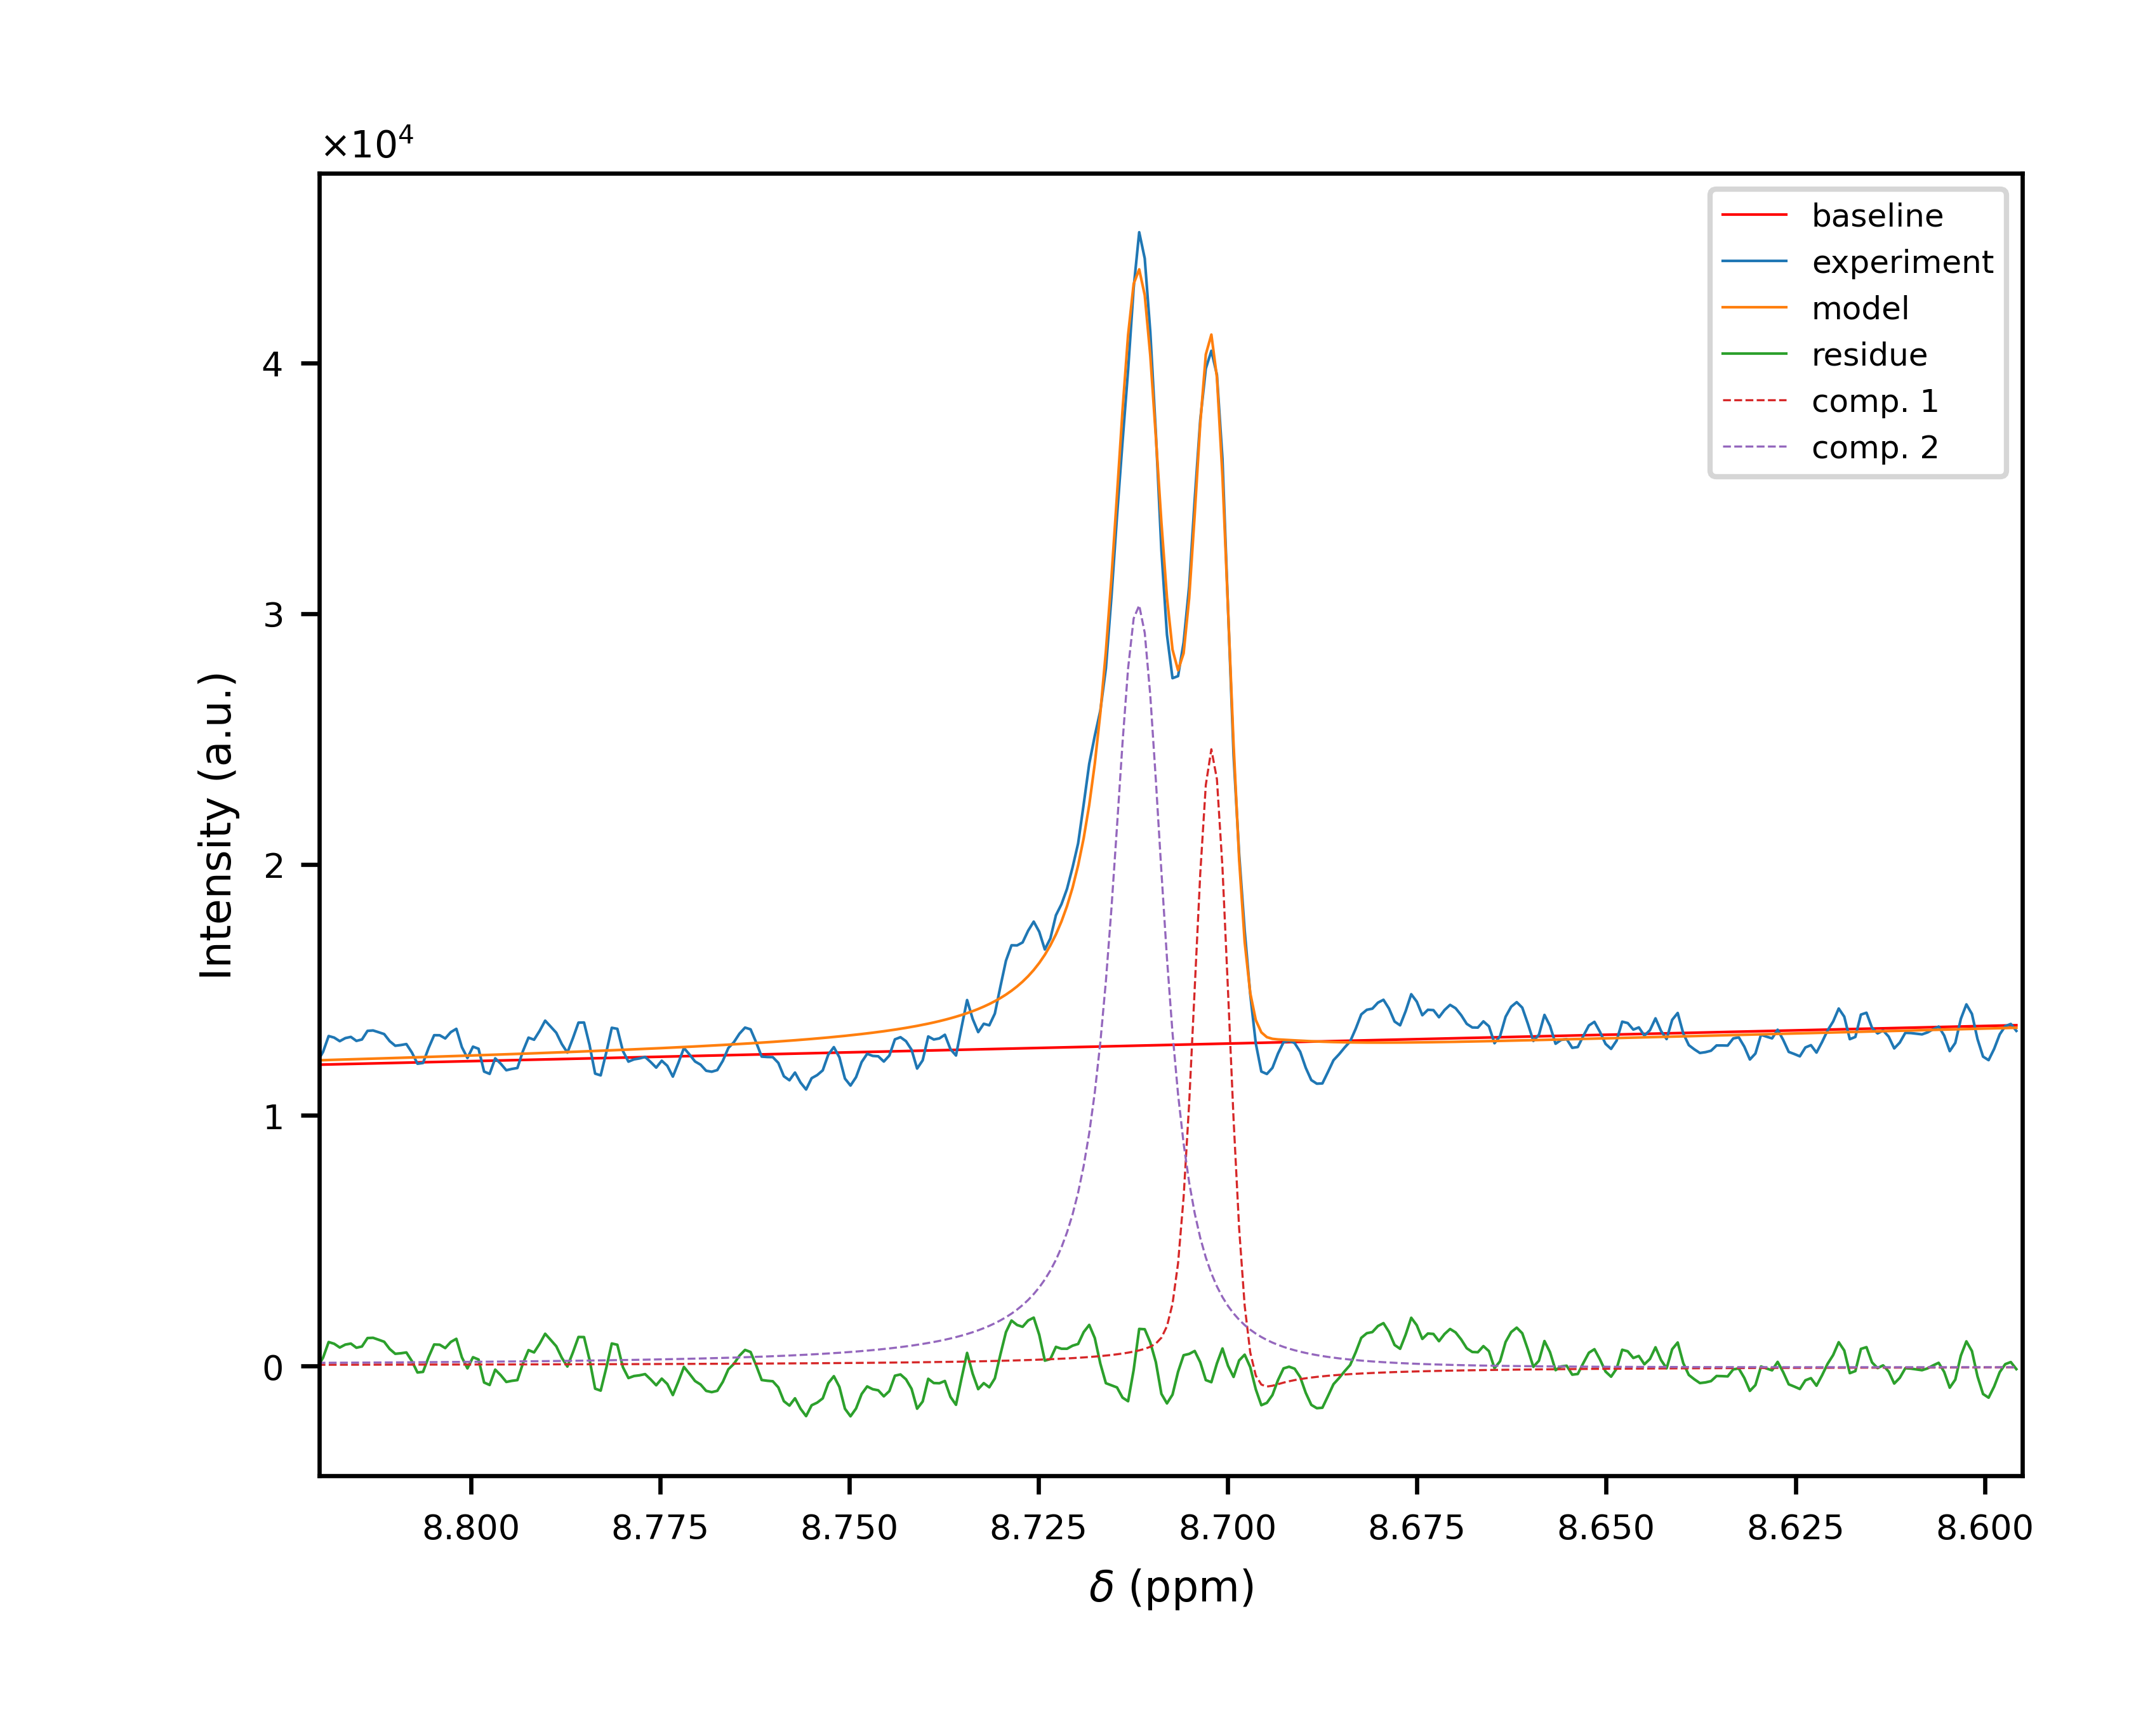 ×10⁴
baseline
experiment
model
residue
comp. 1
comp. 2
Intensity (a.u.)
4
3
2
1
0
8.800 8.775 8.750 8.725 8.700 8.675 8.650 8.625 8.600
δ (ppm)